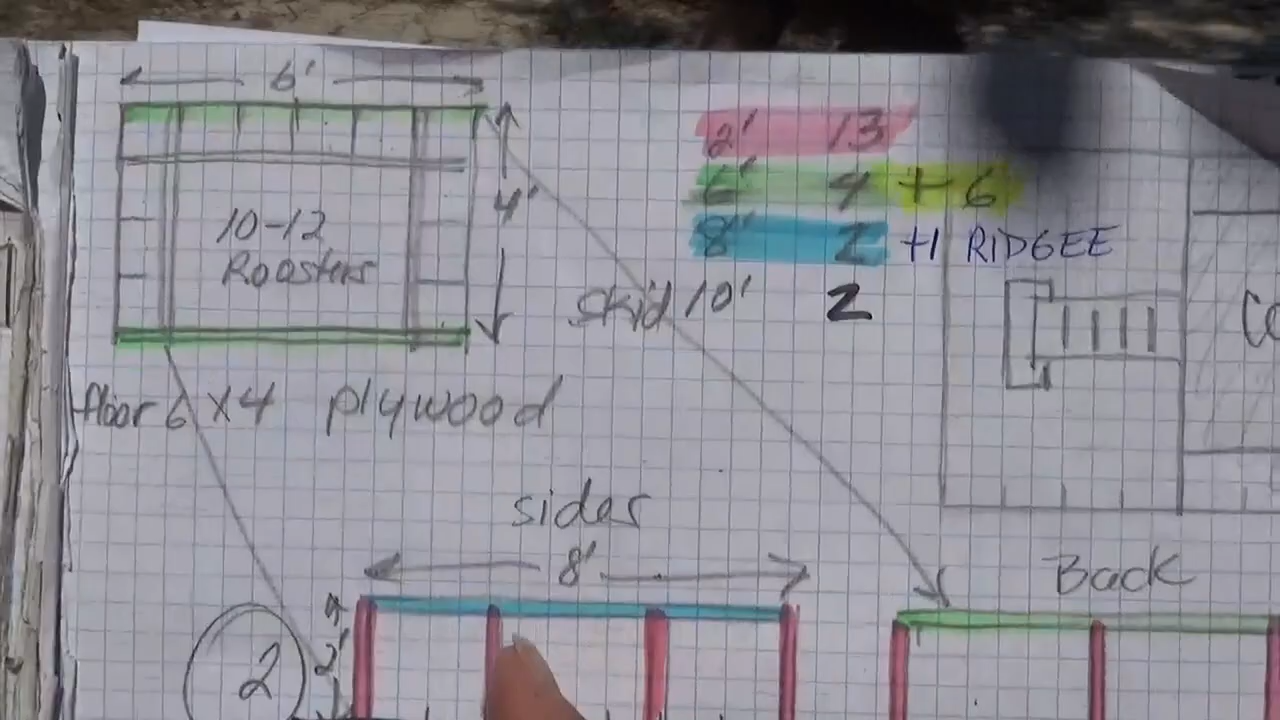 6'
2' 13
6' 4 + 6
4'
10-12
Roosters
8' 2 +1 RIDGEE
Skid 10' 2
floor 6 X4 plywood
sides
8'
Back
2
2'